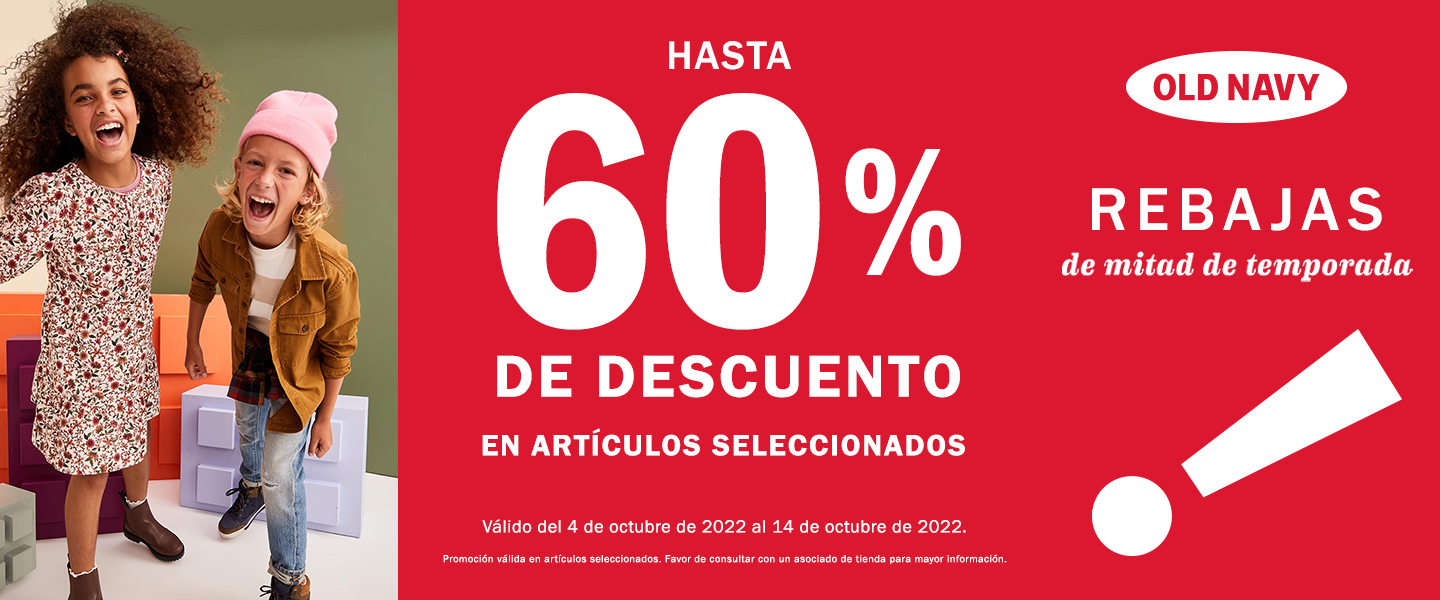 HASTA
60%
DE DESCUENTO
EN ARTÍCULOS SELECCIONADOS
Válido del 4 de octubre de 2022 al 14 de octubre de 2022.
Promoción válida en artículos seleccionados. Favor de consultar con un asociado de tienda para mayor información.
OLD NAVY
REBAJAS
de mitad de temporada
!